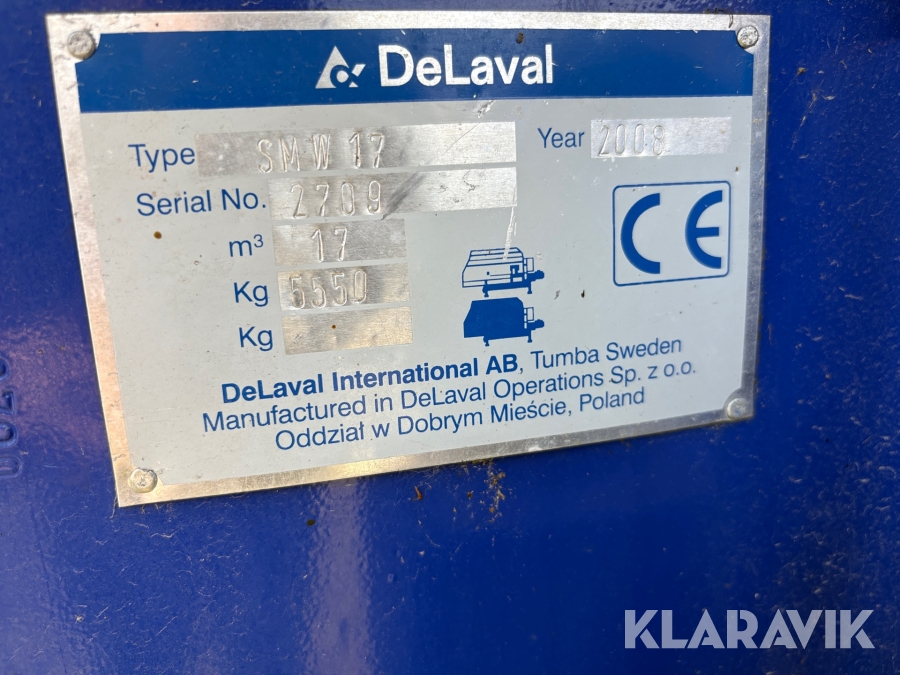 DeLaval
Type SMW 17 Year 2008
Serial No. 2709
m³ 17
Kg 5550
Kg
CE
DeLaval International AB, Tumba Sweden
Manufactured in DeLaval Operations Sp. z o.o.
Oddział w Dobrym Mieście, Poland
KLARAVIK